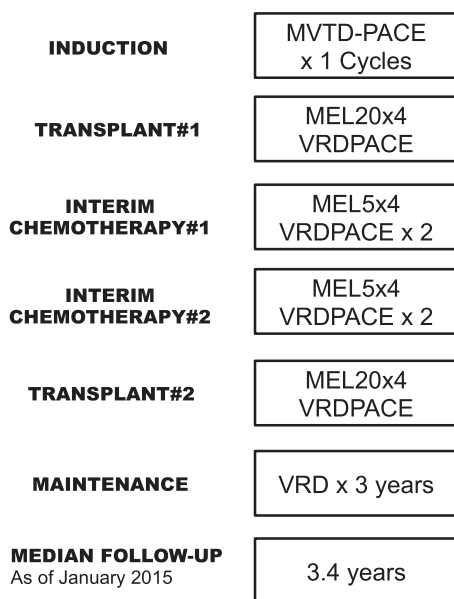 INDUCTION
MVTD-PACE
x 1 Cycles
TRANSPLANT#1
MEL20x4
VRDPACE
INTERIM
CHEMOTHERAPY#1
MEL5x4
VRDPACE x 2
INTERIM
CHEMOTHERAPY#2
MEL5x4
VRDPACE x 2
TRANSPLANT#2
MEL20x4
VRDPACE
MAINTENANCE
VRD x 3 years
MEDIAN FOLLOW-UP
As of January 2015
3.4 years